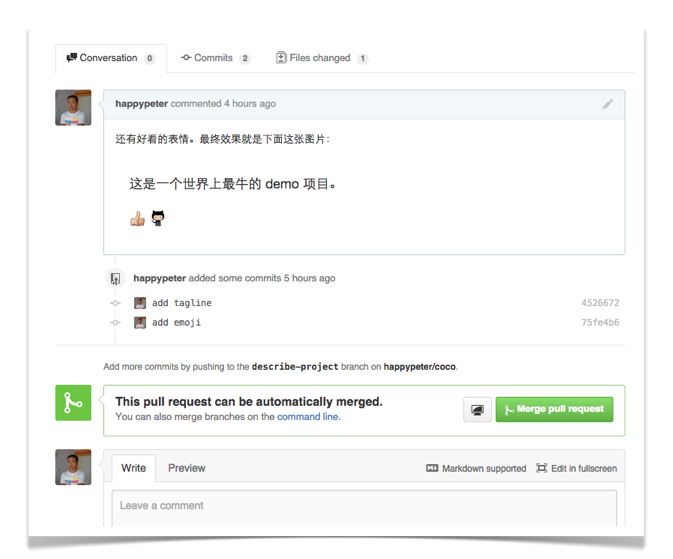 Conversation 0 Commits 2 Files changed 1
happypeter commented 4 hours ago
还有好看的表情。最终效果就是下面这张图片：
这是一个世界上最牛的 demo 项目。
happypeter added some commits 5 hours ago
add tagline 4526672
add emoji 75fe4b6
Add more commits by pushing to the describe-project branch on happypeter/coco.
This pull request can be automatically merged.
You can also merge branches on the command line.
Merge pull request
Write Preview Markdown supported Edit in fullscreen
Leave a comment